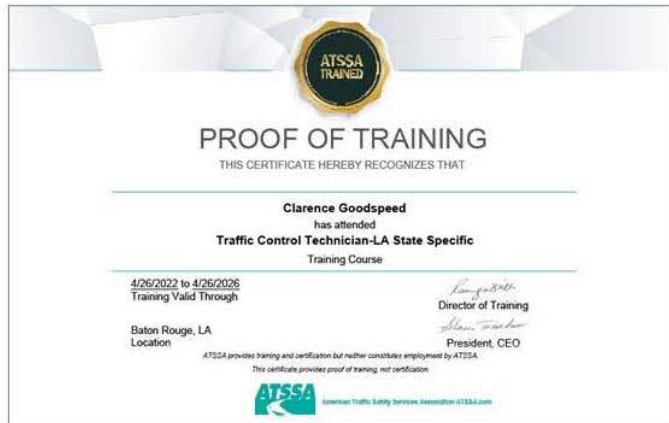 ATSSA
TRAINED
PROOF OF TRAINING
THIS CERTIFICATE HEREBY RECOGNIZES THAT
Clarence Goodspeed
has attended
Traffic Control Technician-LA State Specific
Training Course
4/26/2022 to 4/26/2026
Training Valid Through
Director of Training
Baton Rouge, LA
Location
President, CEO
ATSSA provides training and certification but neither constitutes employment by ATSSA.
This certificate provides proof of training, not certification.
ATSSA
American Traffic Safety Services Association ATSSA.com